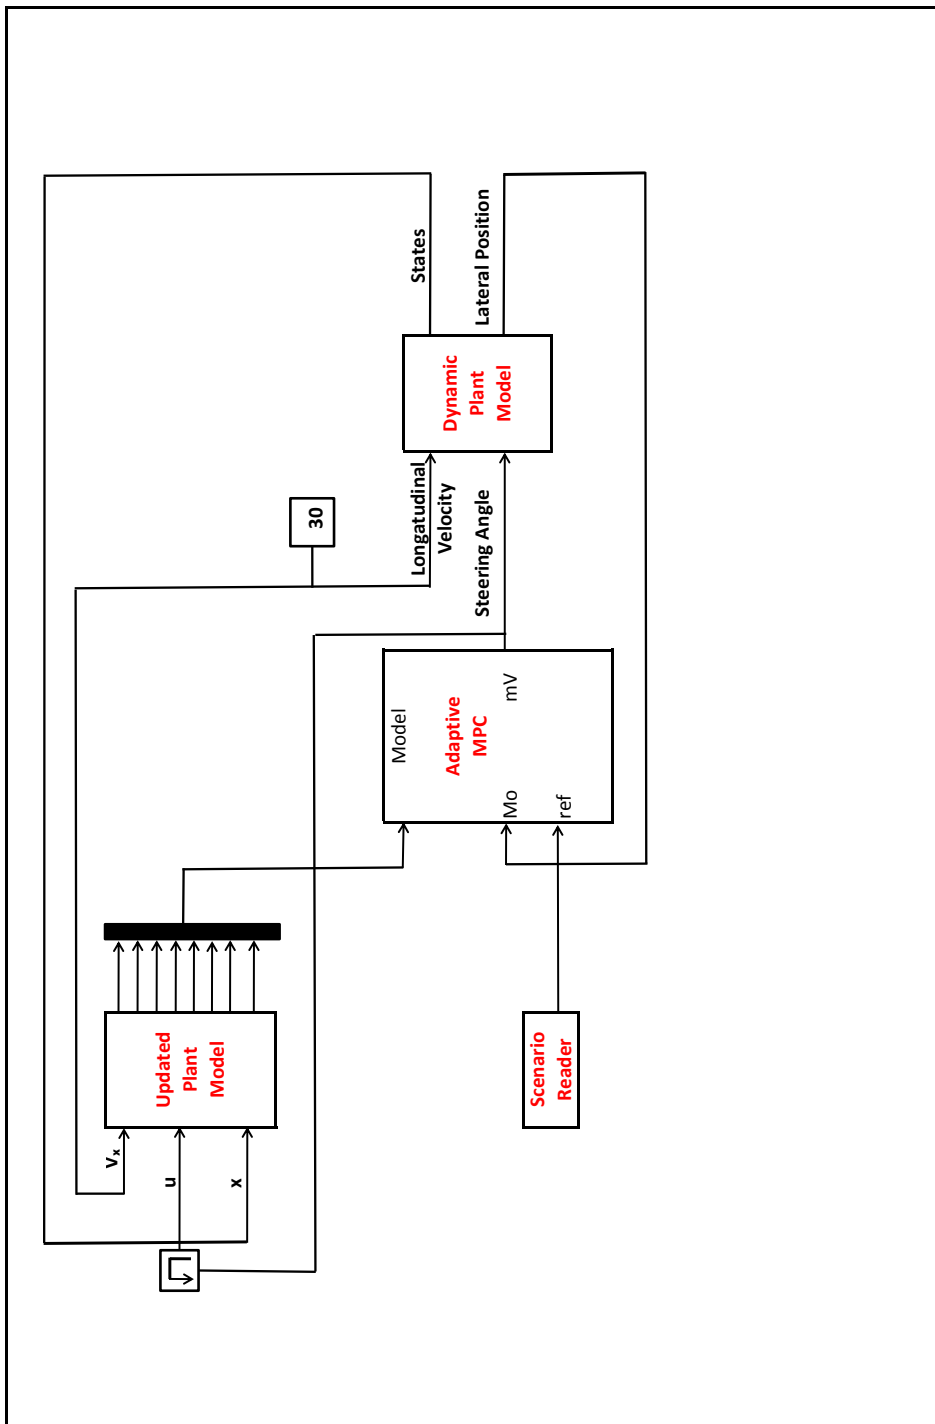 States
Lateral Position
Dynamic
Plant
Model
30
Longatudinal
Velocity
Steering Angle
Model
Adaptive
MPC
mV
Mo
ref
Updated
Plant
Model
Vₓ
u
x
Scenario
Reader